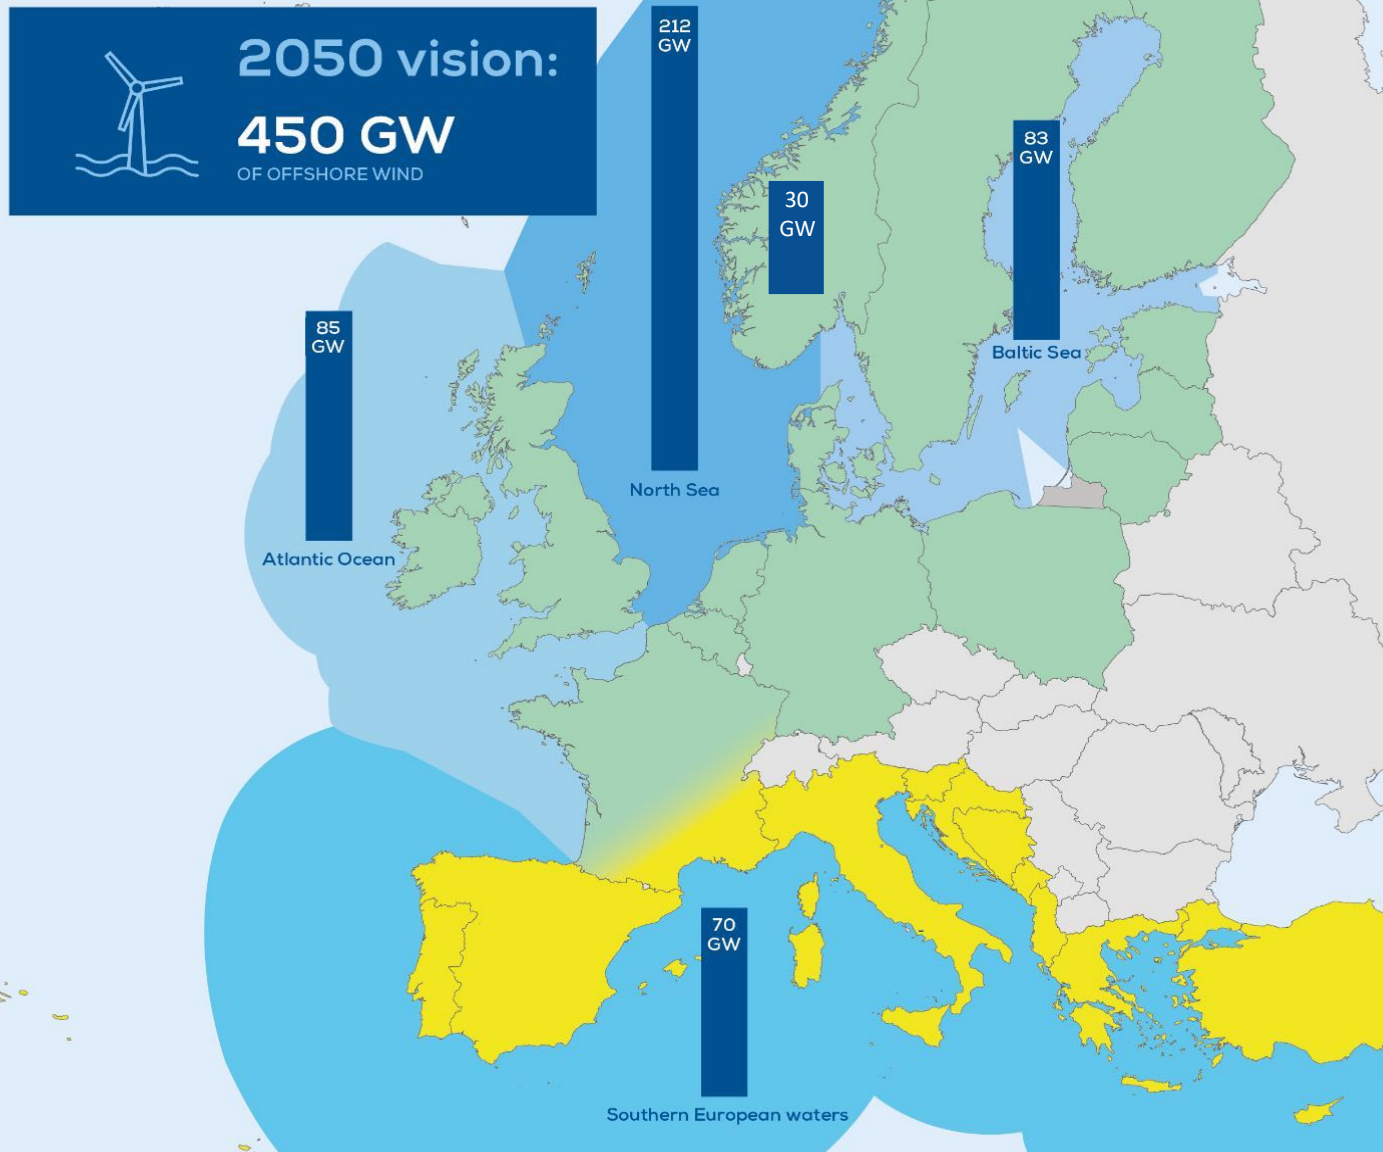 2050 vision:
450 GW
OF OFFSHORE WIND
212
GW
83
GW
30
GW
85
GW
Baltic Sea
North Sea
Atlantic Ocean
70
GW
Southern European waters